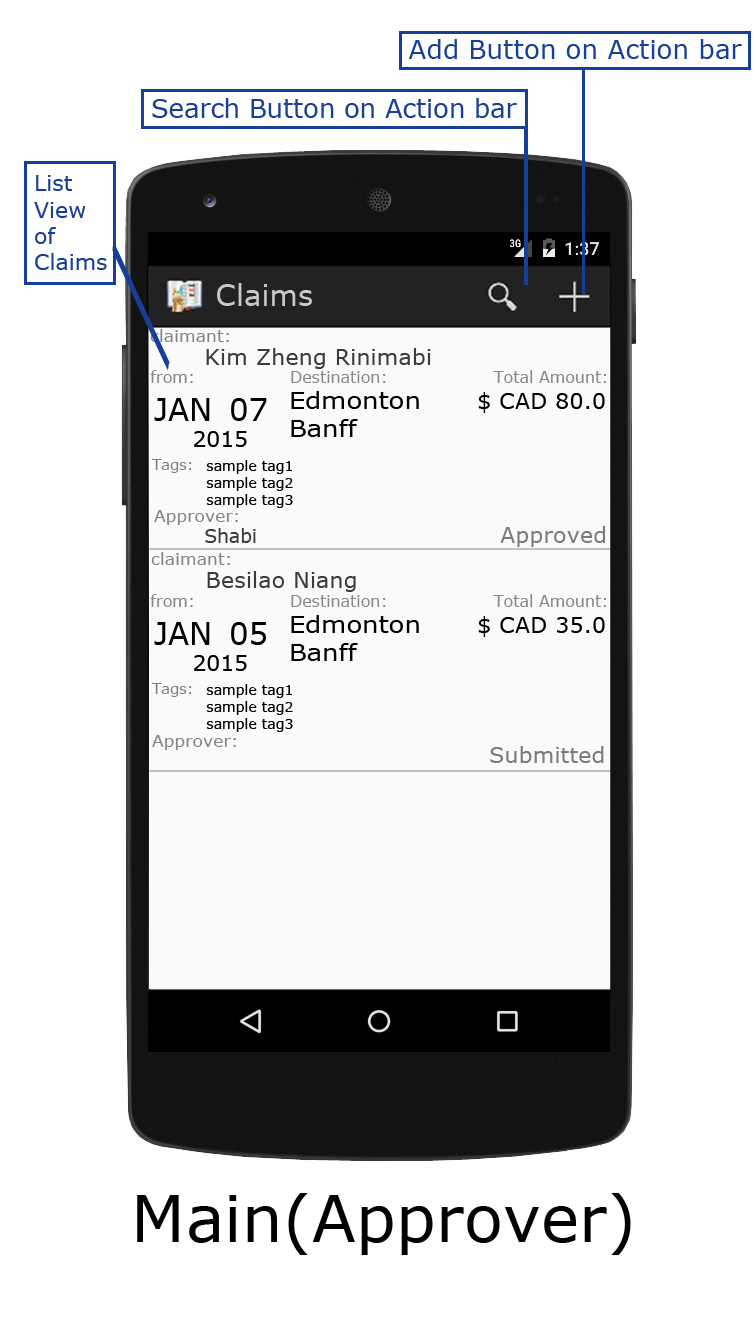 Add Button on Action bar
Search Button on Action bar
List
View
of
Claims
3G 1:37
Claims
claimant:
Kim Zheng Rinimabi
from: Destination: Total Amount:
JAN 07 Edmonton $ CAD 80.0
2015 Banff
Tags: sample tag1
sample tag2
sample tag3
Approver:
Shabi Approved
claimant:
Besilao Niang
from: Destination: Total Amount:
JAN 05 Edmonton $ CAD 35.0
2015 Banff
Tags: sample tag1
sample tag2
sample tag3
Approver:
Submitted
Main(Approver)